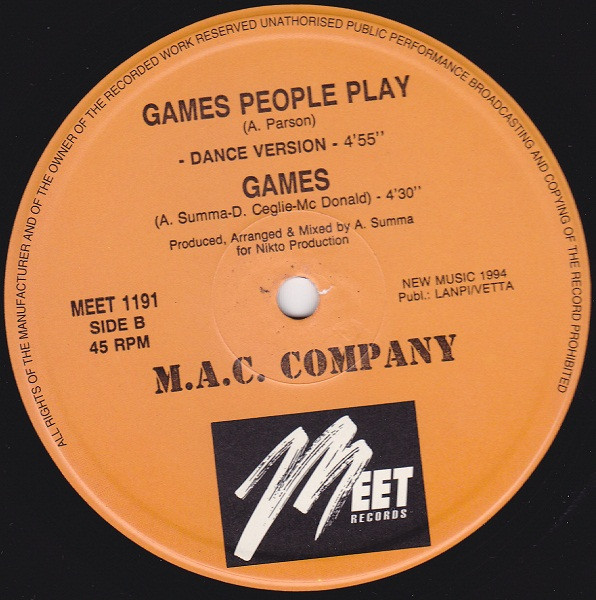 ALL RIGHTS OF THE MANUFACTURER AND OF THE OWNER OF THE RECORDED WORK RESERVED UNATHORISED PUBLIC PERFORMANCE BROADCASTING AND COPYING OF THE RECORD PROHIBITED
GAMES PEOPLE PLAY
(A. Parson)
- DANCE VERSION - 4'55"
GAMES
(A. Summa-D. Ceglie-Mc Donald) - 4'30"
Produced, Arranged & Mixed by A. Summa
for Nikto Production
MEET 1191
SIDE B
45 RPM
NEW MUSIC 1994
Publ.: LANPI/VETTA
M.A.C. COMPANY
MEET
RECORDS